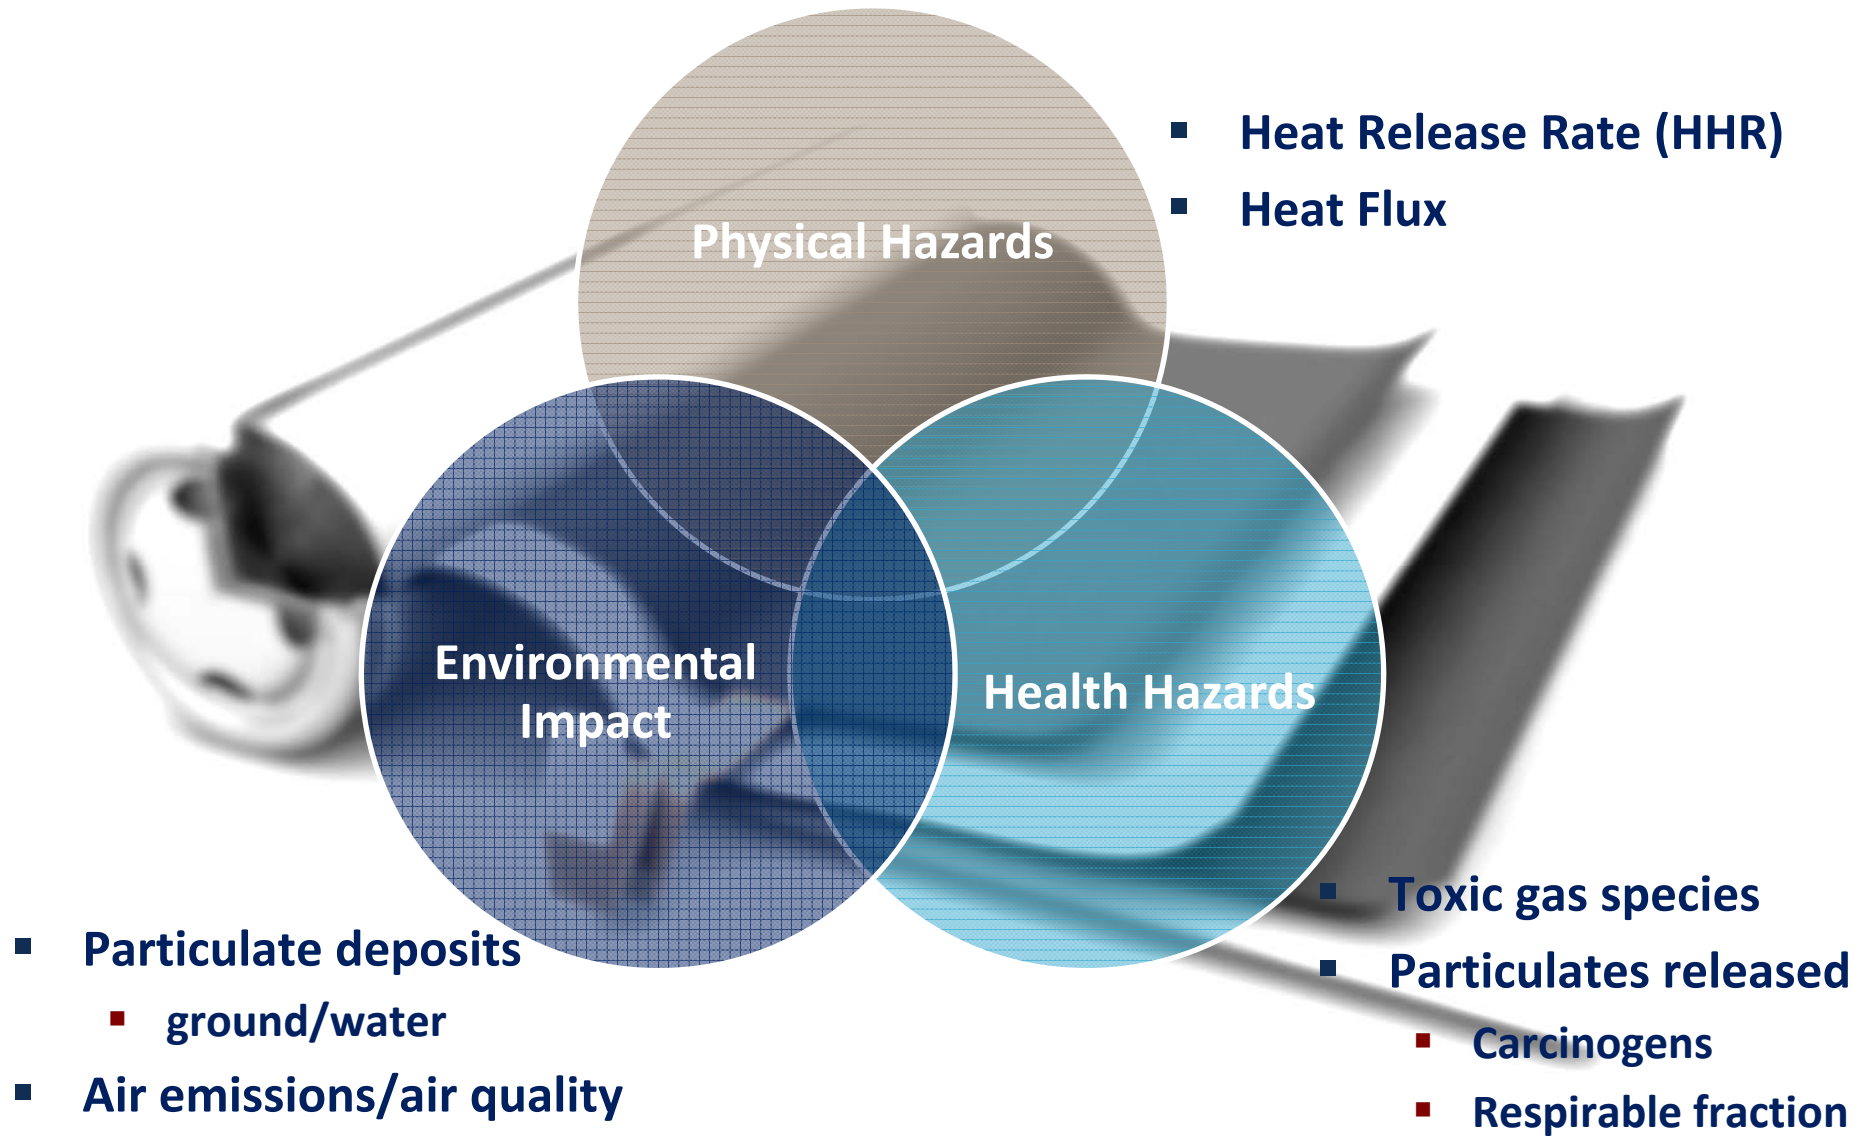 Heat Release Rate (HHR)
Heat Flux
Physical Hazards
Environmental
Impact
Health Hazards
Toxic gas species
Particulates released
Carcinogens
Respirable fraction
Particulate deposits
ground/water
Air emissions/air quality